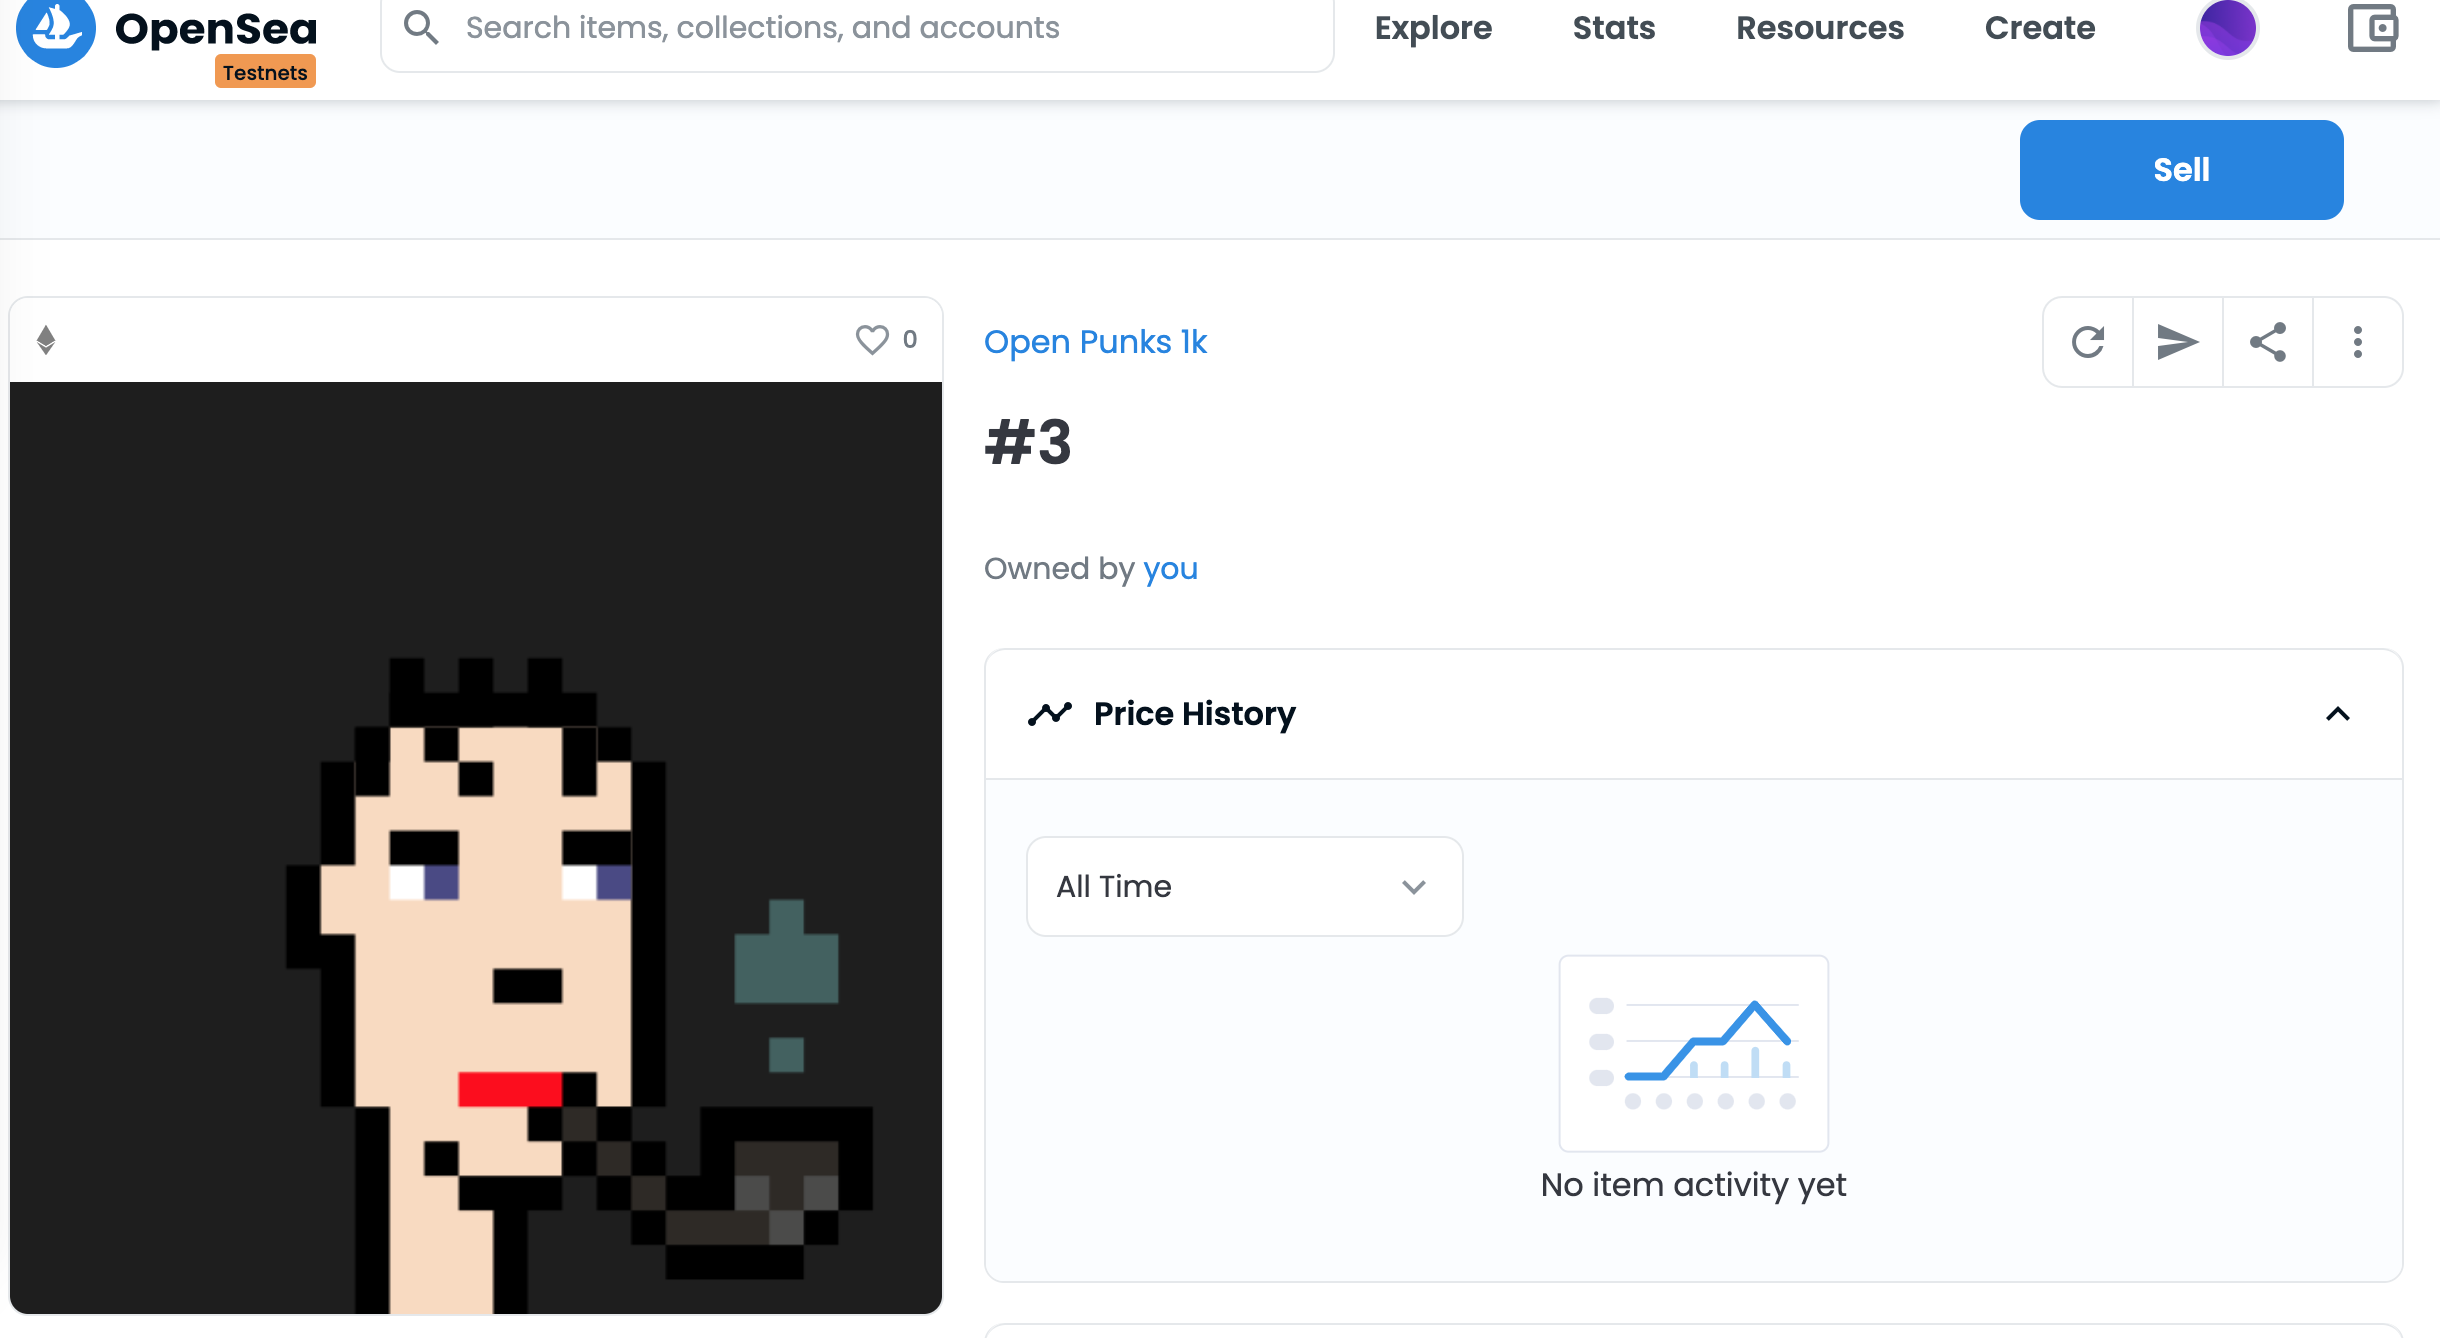 OpenSea
Testnets
Search items, collections, and accounts
Explore
Stats
Resources
Create
Sell
0
Open Punks 1k
#3
Owned by you
Price History
All Time
No item activity yet